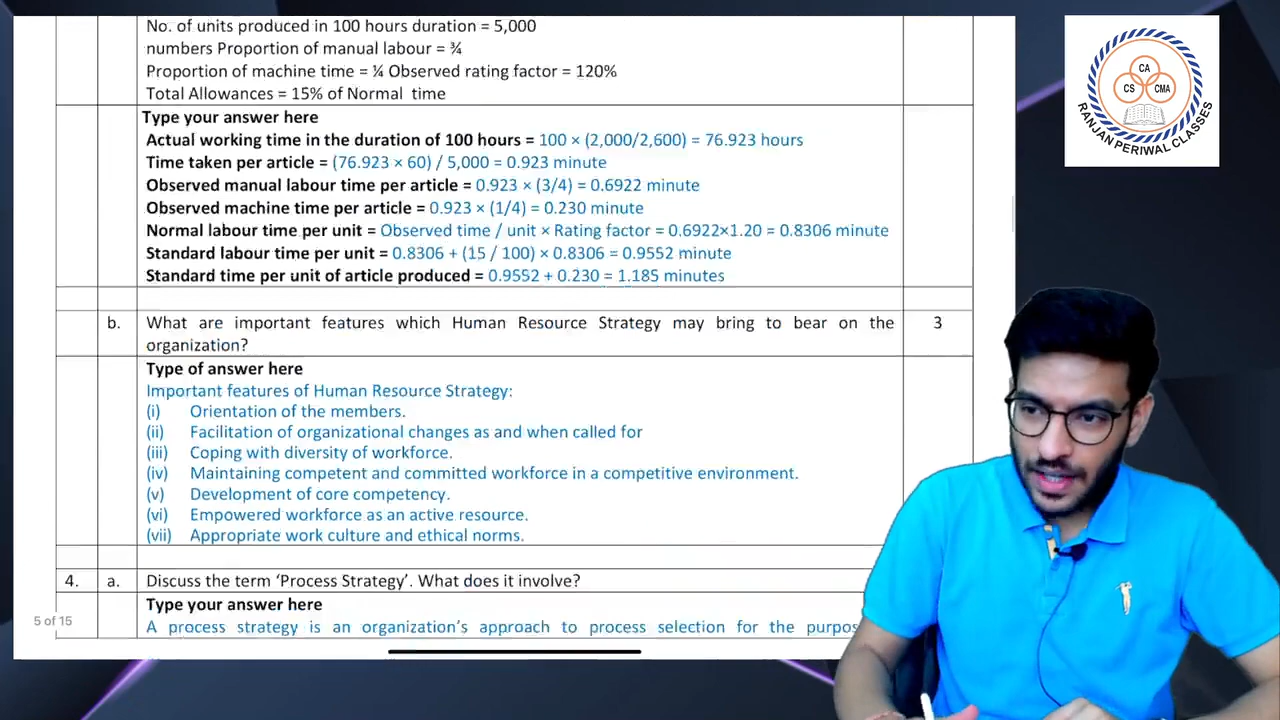 No. of units produced in 100 hours duration = 5,000
numbers Proportion of manual labour = ¾
Proportion of machine time = ¼ Observed rating factor = 120%
Total Allowances = 15% of Normal time
Type your answer here
Actual working time in the duration of 100 hours = 100 × (2,000/2,600) = 76.923 hours
Time taken per article = (76.923 × 60) / 5,000 = 0.923 minute
Observed manual labour time per article = 0.923 × (3/4) = 0.6922 minute
Observed machine time per article = 0.923 × (1/4) = 0.230 minute
Normal labour time per unit = Observed time / unit × Rating factor = 0.6922×1.20 = 0.8306 minute
Standard labour time per unit = 0.8306 + (15 / 100) × 0.8306 = 0.9552 minute
Standard time per unit of article produced = 0.9552 + 0.230 = 1.185 minutes
b. What are important features which Human Resource Strategy may bring to bear on the 3
organization?
Type of answer here
Important features of Human Resource Strategy:
(i) Orientation of the members.
(ii) Facilitation of organizational changes as and when called for
(iii) Coping with diversity of workforce.
(iv) Maintaining competent and committed workforce in a competitive environment.
(v) Development of core competency.
(vi) Empowered workforce as an active resource.
(vii) Appropriate work culture and ethical norms.
4. a. Discuss the term ‘Process Strategy’. What does it involve?
Type your answer here
5 of 15
A process strategy is an organization’s approach to process selection for the
CA
CS
CMA
RANJAN PERIWAL CLASSES